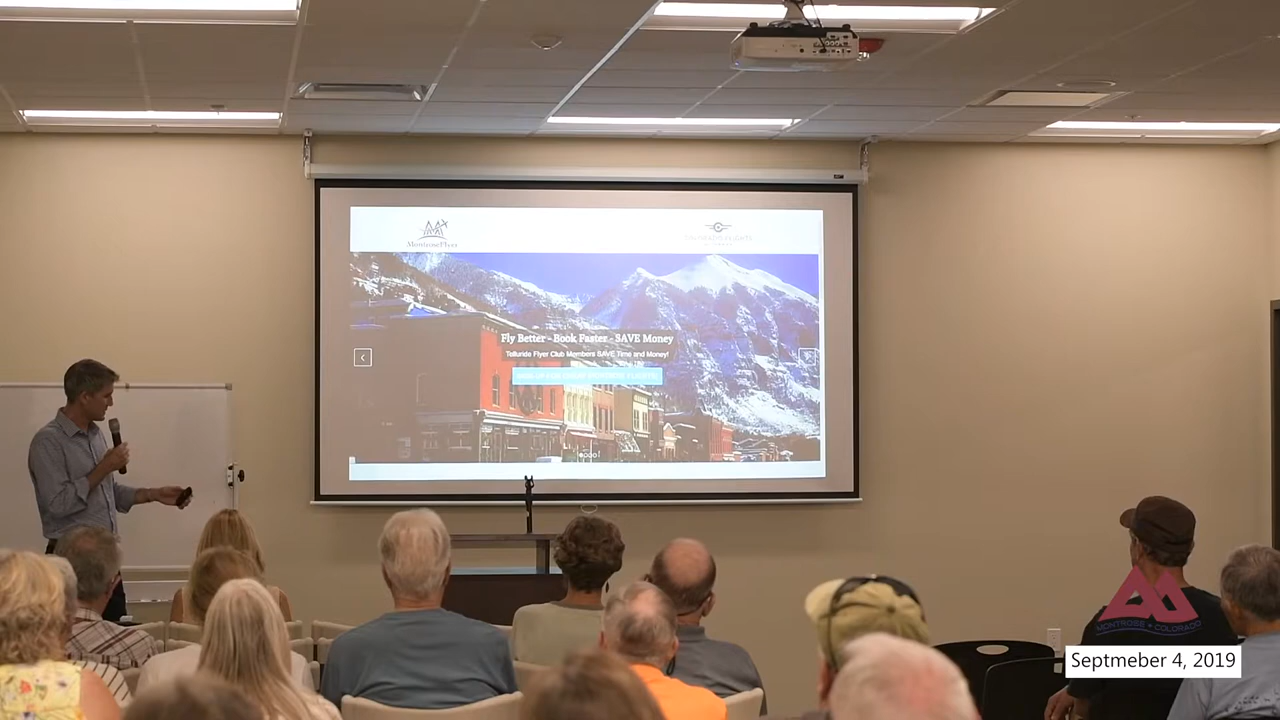 MontroseFlyer
Fly Better - Book Faster - SAVE Money
Telluride Flyer Club Members SAVE Time and Money!
MONTROSE • COLORADO
Septmeber 4, 2019